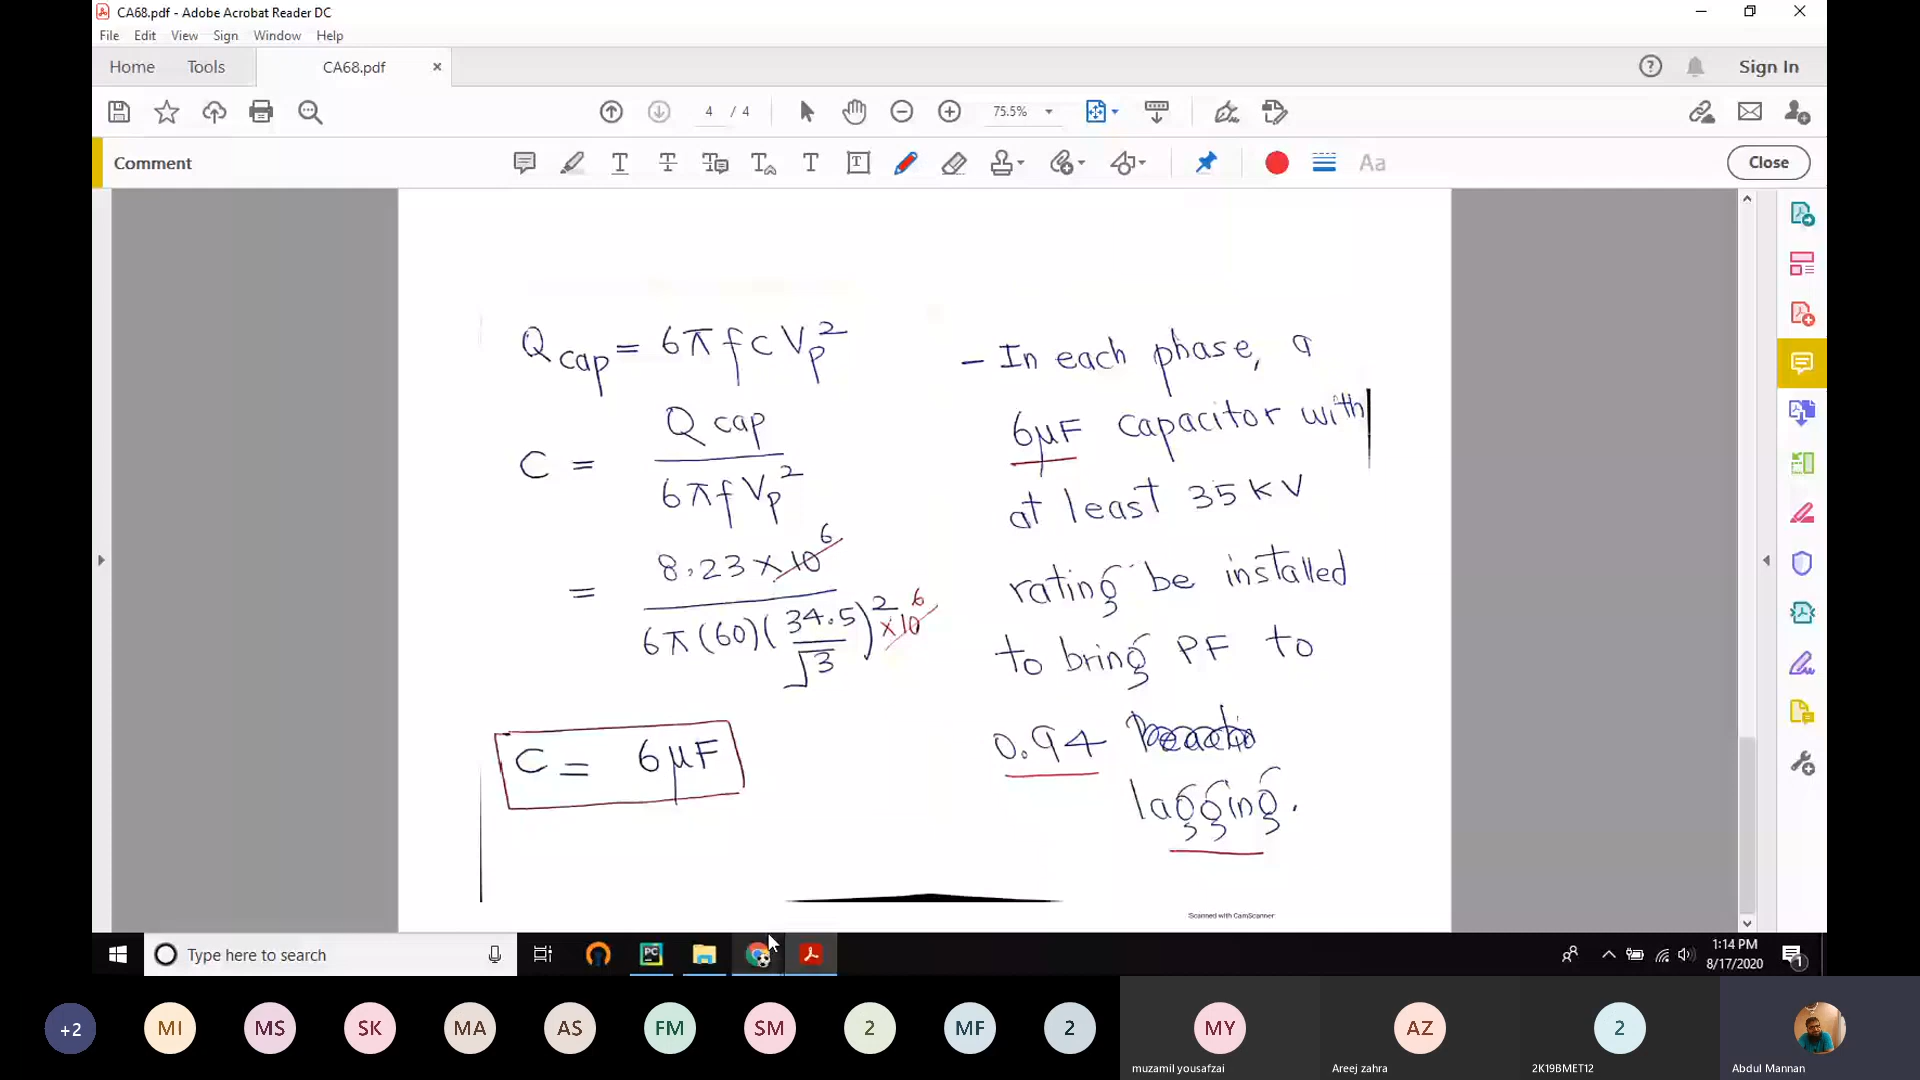 CA68.pdf - Adobe Acrobat Reader DC
File Edit View Sign Window Help
Home Tools CA68.pdf × Sign In
4 / 4 75.5%
Comment Aa Close
Q cap = 6π f c Vp²
C = Q cap / 6π f Vp²
= 8.23 × 10⁶ / 6π (60) (34.5 / √3)² × 10⁶
C = 6μF
- In each phase, a
6μF capacitor with
at least 35 KV
rating be installed
to bring PF to
0.94
lagging.
Scanned with CamScanner
Type here to search
PC
1:14 PM
8/17/2020
1
+2 MI MS SK MA AS FM SM 2 MF 2 MY AZ 2
muzamil yousafzai Areej zahra 2K19BMET12 Abdul Mannan